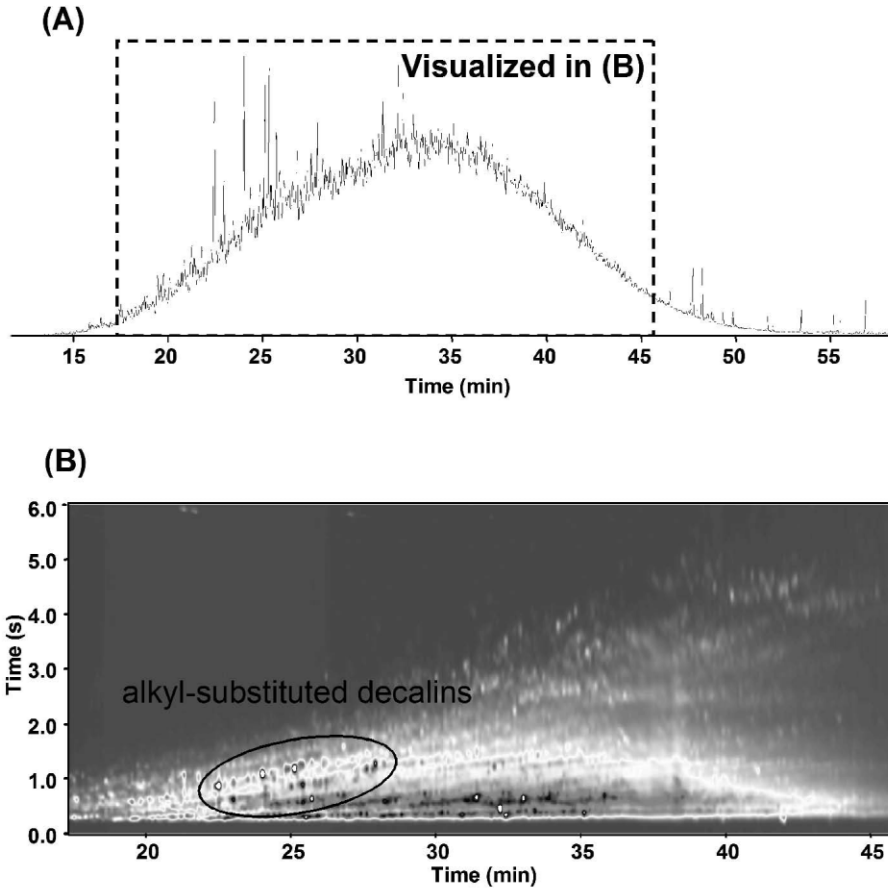 (A)
Visualized in (B)
15 20 25 30 35 40 45 50 55
Time (min)
(B)
6.0
5.0
4.0
3.0
2.0
1.0
0.0
Time (s)
alkyl-substituted decalins
20 25 30 35 40 45
Time (min)